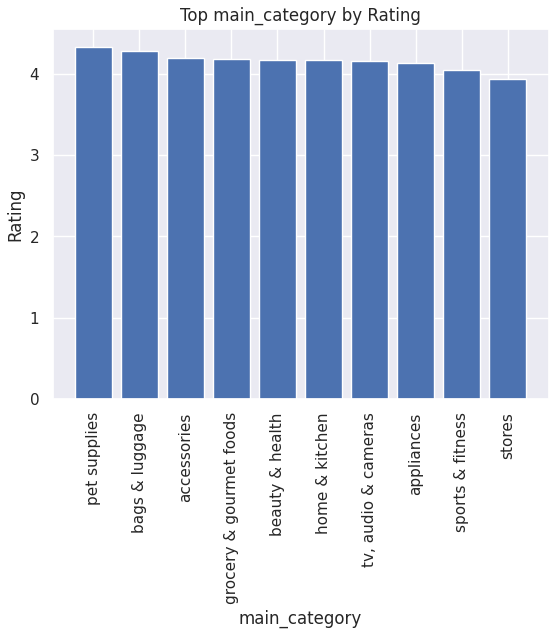 Top main_category by Rating
Rating
4
3
2
1
0
pet supplies
bags & luggage
accessories
grocery & gourmet foods
beauty & health
home & kitchen
tv, audio & cameras
appliances
sports & fitness
stores
main_category